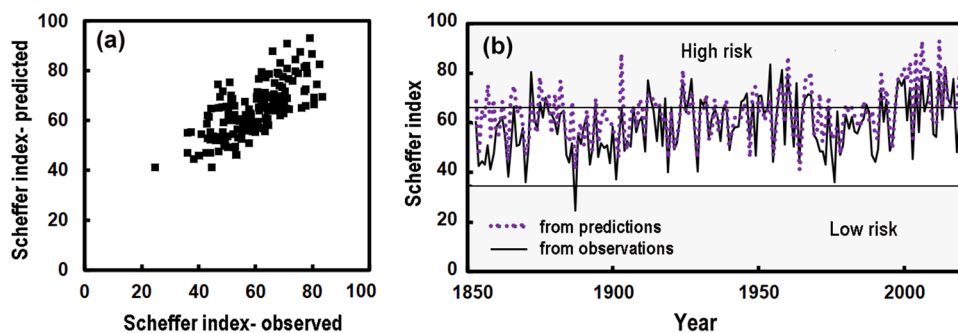 (a)
Scheffer index- predicted
100
80
60
40
20
0
0 20 40 60 80 100
Scheffer index- observed
(b)
Scheffer index
100
80
60
40
20
0
High risk
from predictions
from observations
Low risk
1850 1900 1950 2000
Year